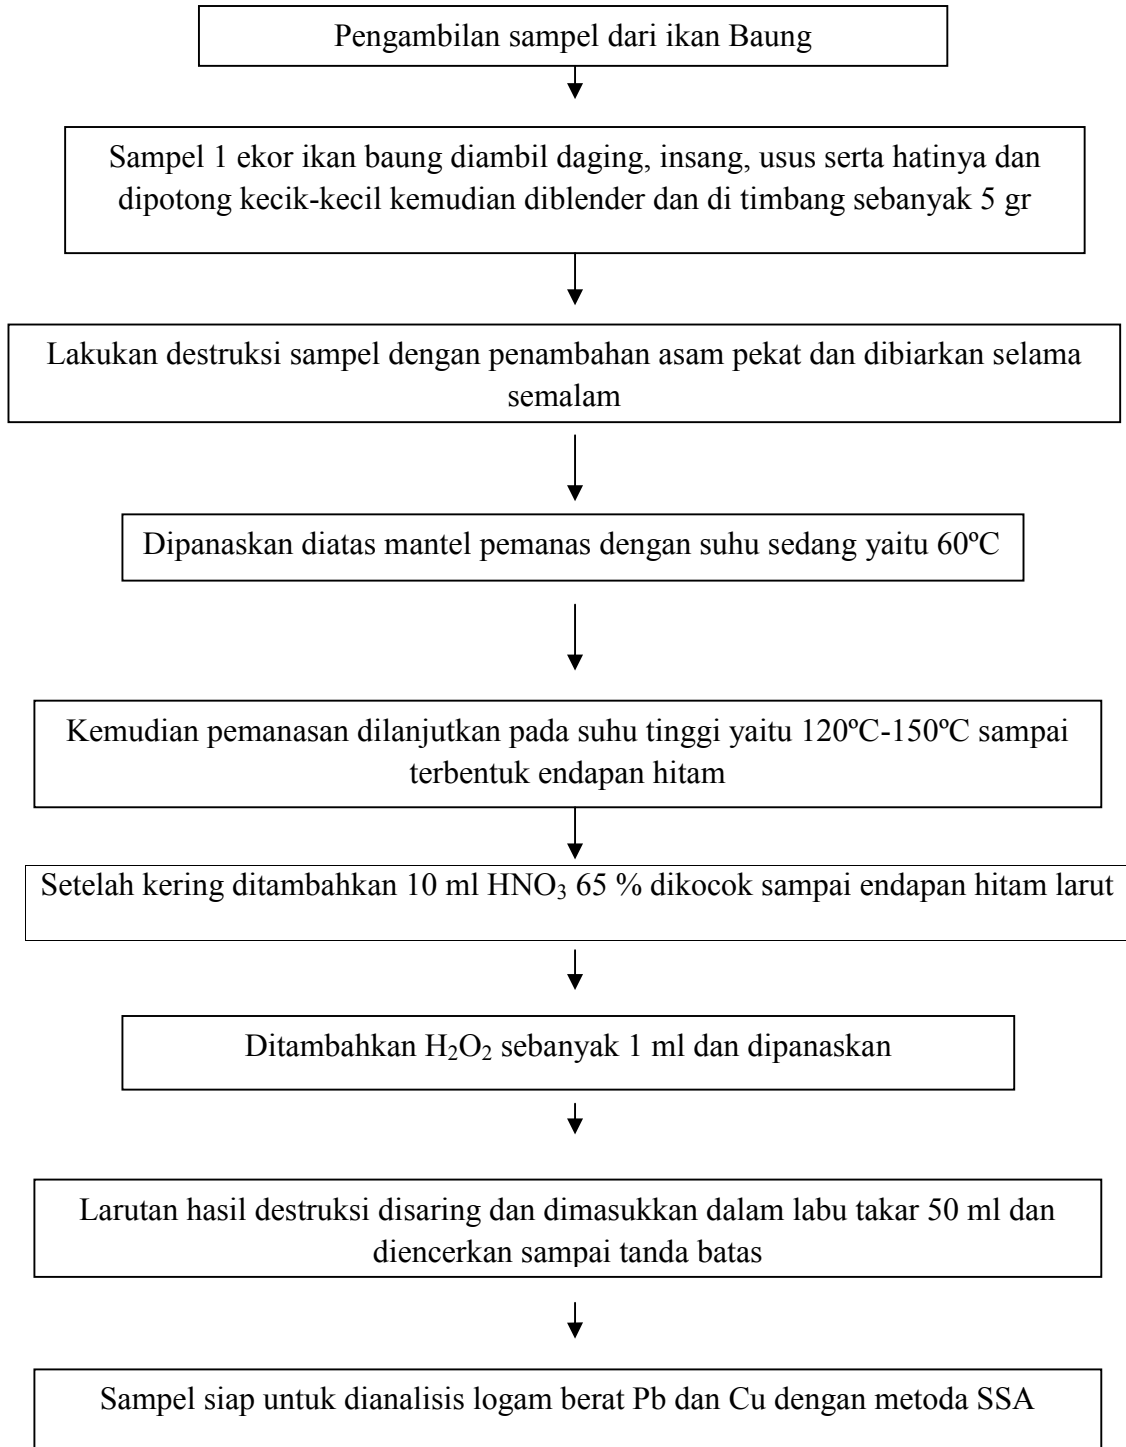 Pengambilan sampel dari ikan Baung
Sampel 1 ekor ikan baung diambil daging, insang, usus serta hatinya dan
dipotong kecik-kecil kemudian diblender dan di timbang sebanyak 5 gr
Lakukan destruksi sampel dengan penambahan asam pekat dan dibiarkan selama
semalam
Dipanaskan diatas mantel pemanas dengan suhu sedang yaitu 60ºC
Kemudian pemanasan dilanjutkan pada suhu tinggi yaitu 120ºC-150ºC sampai
terbentuk endapan hitam
Setelah kering ditambahkan 10 ml HNO₃ 65 % dikocok sampai endapan hitam larut
Ditambahkan H₂O₂ sebanyak 1 ml dan dipanaskan
Larutan hasil destruksi disaring dan dimasukkan dalam labu takar 50 ml dan
diencerkan sampai tanda batas
Sampel siap untuk dianalisis logam berat Pb dan Cu dengan metoda SSA